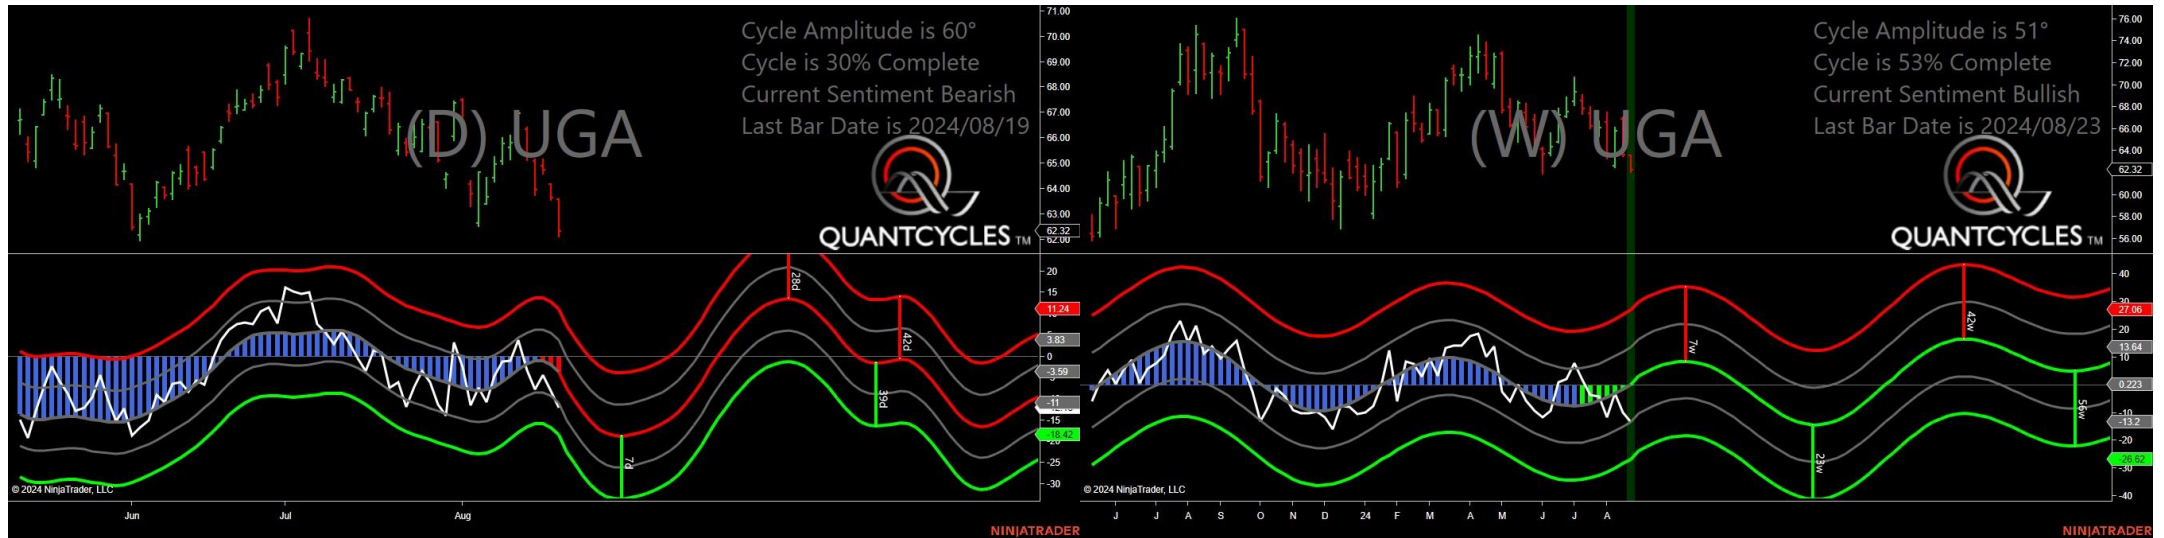 Cycle Amplitude is 60°
Cycle is 30% Complete
Current Sentiment Bearish
Last Bar Date is 2024/08/19
(D) UGA
QUANTCYCLES TM
71.00
70.00
69.00
68.00
67.00
66.00
65.00
64.00
63.00
62.32
62.00
20
15
11.24
3.83
0
-3.59
-11
-15
-18.42
-25
-30
28d
42d
39d
7d
© 2024 NinjaTrader, LLC
Jun Jul Aug
NINJATRADER
Cycle Amplitude is 51°
Cycle is 53% Complete
Current Sentiment Bullish
Last Bar Date is 2024/08/23
(W) UGA
QUANTCYCLES TM
76.00
74.00
72.00
70.00
68.00
66.00
64.00
62.32
60.00
58.00
56.00
40
27.06
20
13.64
10
0.223
-10
-13.2
-20
-26.62
-30
-40
7w
42w
23w
56w
© 2024 NinjaTrader, LLC
J J A S O N D 24 F M A M J J A
NINJATRADER